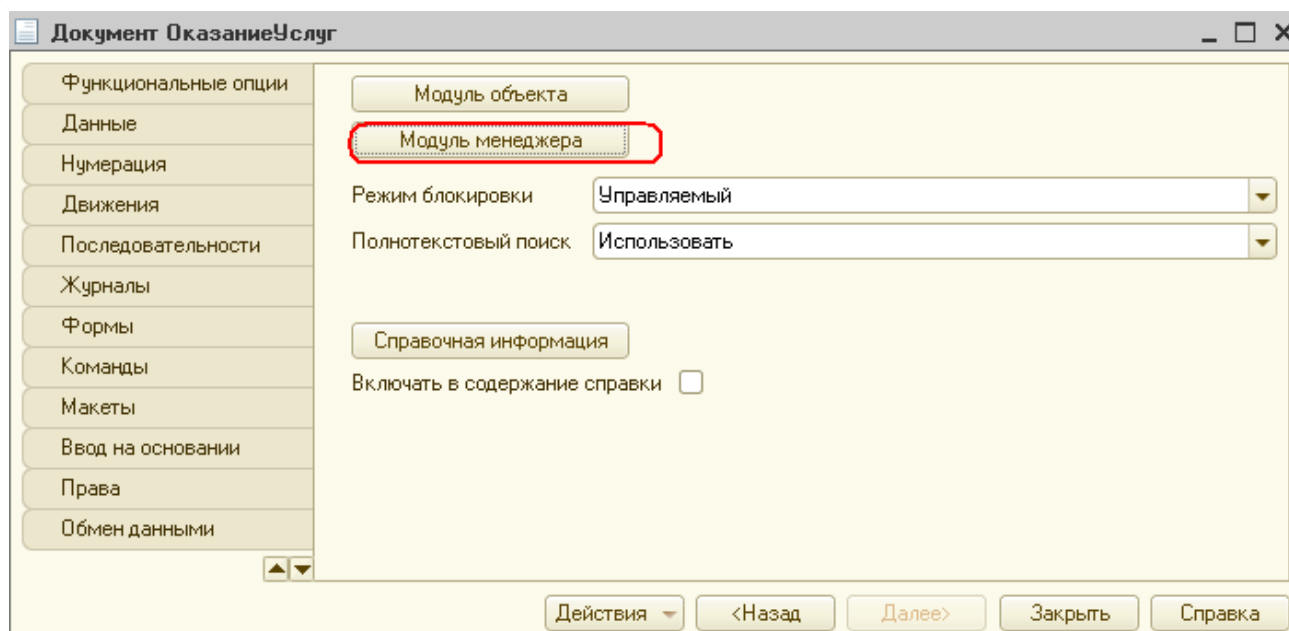 Документ ОказаниеУслуг
Функциональные опции
Данные
Нумерация
Движения
Последовательности
Журналы
Формы
Команды
Макеты
Ввод на основании
Права
Обмен данными
Модуль объекта
Модуль менеджера
Режим блокировки Управляемый
Полнотекстовый поиск Использовать
Справочная информация
Включать в содержание справки
Действия <Назад Далее> Закрыть Справка